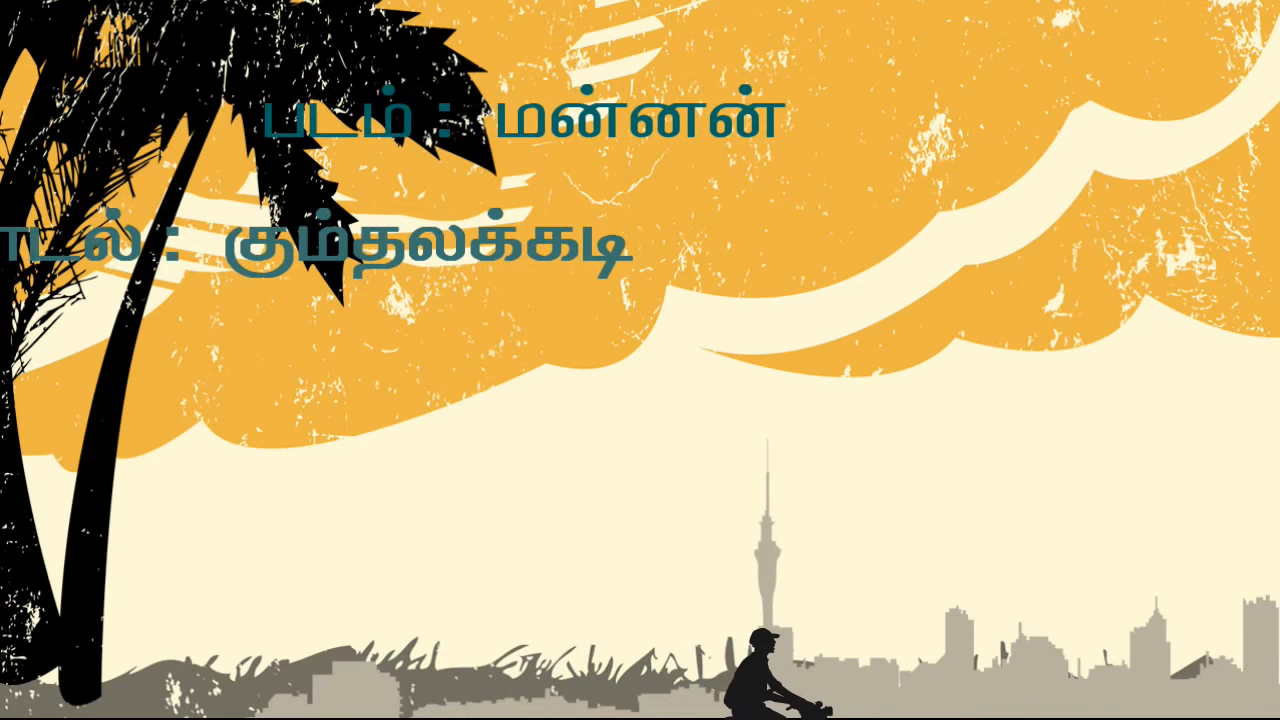 படம் : மன்னன்
ாடல் : கும்தலக்கடி